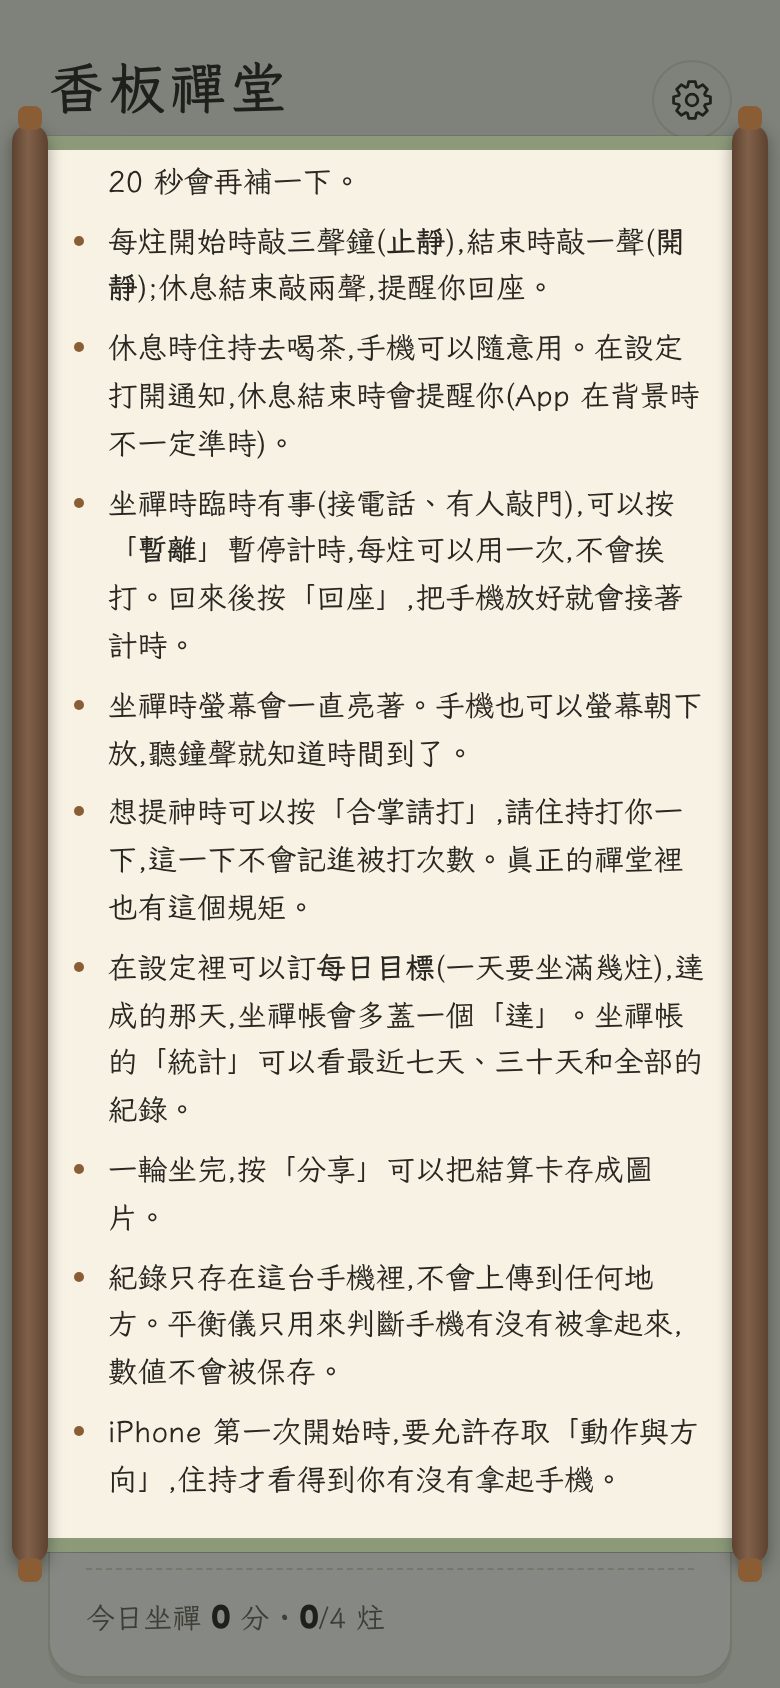 香板禪堂
20 秒會再補一下。
每炷開始時敲三聲鐘(止靜),結束時敲一聲(開
靜);休息結束敲兩聲,提醒你回座。
休息時住持去喝茶,手機可以隨意用。在設定
打開通知,休息結束時會提醒你(App 在背景時
不一定準時)。
坐禪時臨時有事(接電話、有人敲門),可以按
「暫離」暫停計時,每炷可以用一次,不會挨
打。回來後按「回座」,把手機放好就會接著
計時。
坐禪時螢幕會一直亮著。手機也可以螢幕朝下
放,聽鐘聲就知道時間到了。
想提神時可以按「合掌請打」,請住持打你一
下,這一下不會記進被打次數。真正的禪堂裡
也有這個規矩。
在設定裡可以訂每日目標(一天要坐滿幾炷),達
成的那天,坐禪帳會多蓋一個「達」。坐禪帳
的「統計」可以看最近七天、三十天和全部的
紀錄。
一輪坐完,按「分享」可以把結算卡存成圖
片。
紀錄只存在這台手機裡,不會上傳到任何地
方。平衡儀只用來判斷手機有沒有被拿起來,
數值不會被保存。
iPhone 第一次開始時,要允許存取「動作與方
向」,住持才看得到你有沒有拿起手機。
今日坐禪 0 分・0/4 炷